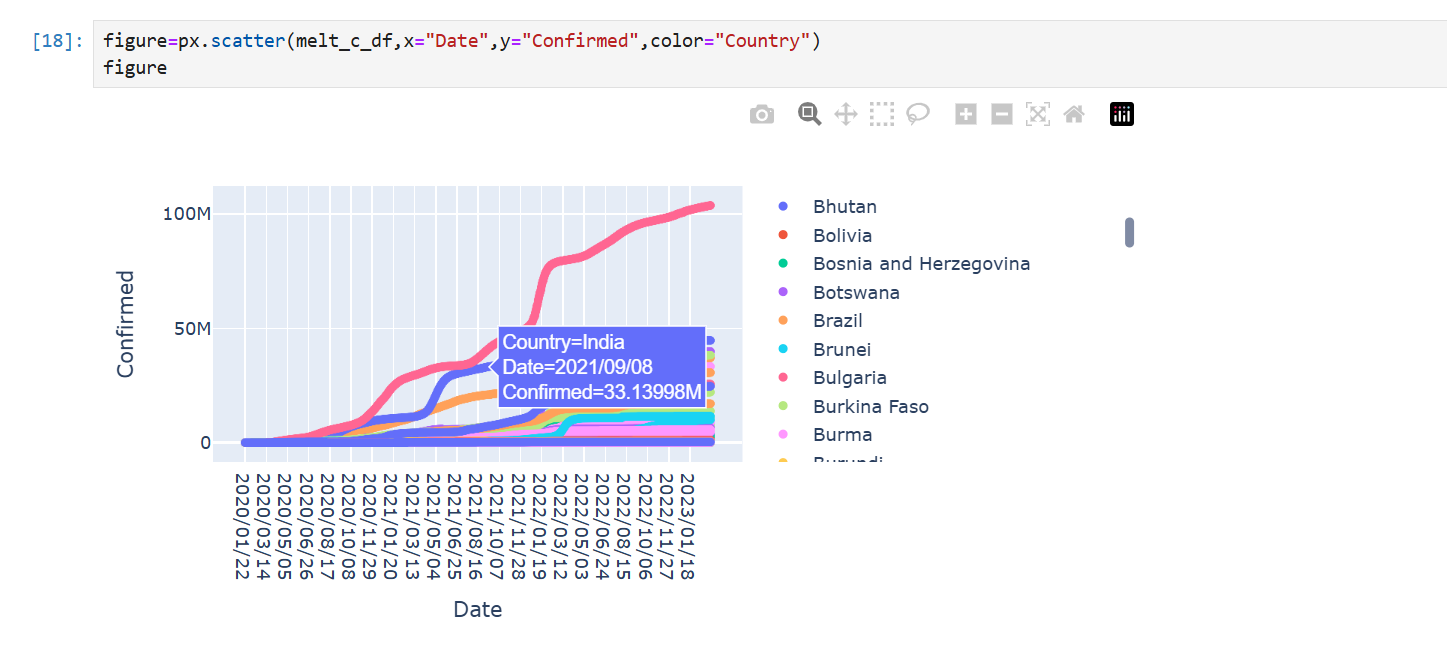 [18]: figure=px.scatter(melt_c_df,x="Date",y="Confirmed",color="Country")
figure
100M
50M
0
Confirmed
Country=India
Date=2021/09/08
Confirmed=33.13998M
2020/01/22
2020/03/14
2020/05/05
2020/06/26
2020/08/17
2020/10/08
2020/11/29
2021/01/20
2021/03/13
2021/05/04
2021/06/25
2021/08/16
2021/10/07
2021/11/28
2022/01/19
2022/03/12
2022/05/03
2022/06/24
2022/08/15
2022/10/06
2022/11/27
2023/01/18
Date
Bhutan
Bolivia
Bosnia and Herzegovina
Botswana
Brazil
Brunei
Bulgaria
Burkina Faso
Burma
Burundi